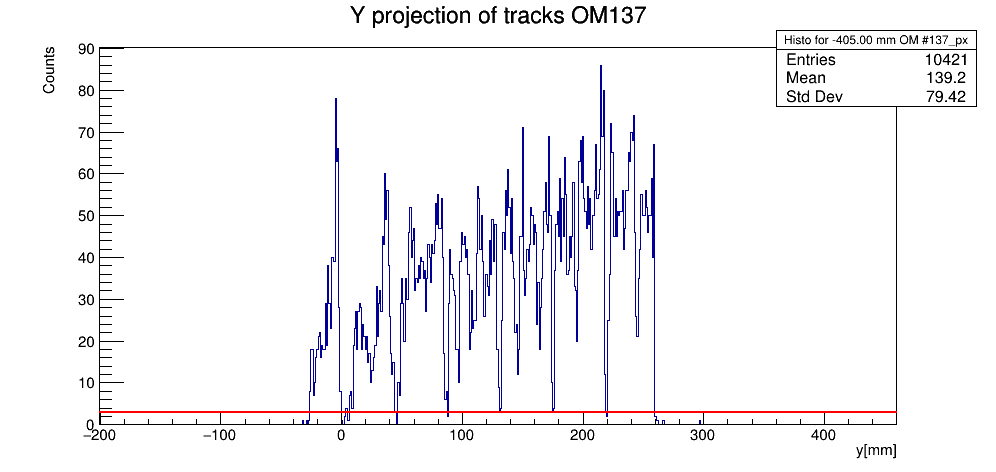 Y projection of tracks OM137
Histo for -405.00 mm OM #137_px
Entries 10421
Mean 139.2
Std Dev 79.42
Counts
90
80
70
60
50
40
30
20
10
0
−200 −100 0 100 200 300 400
y[mm]